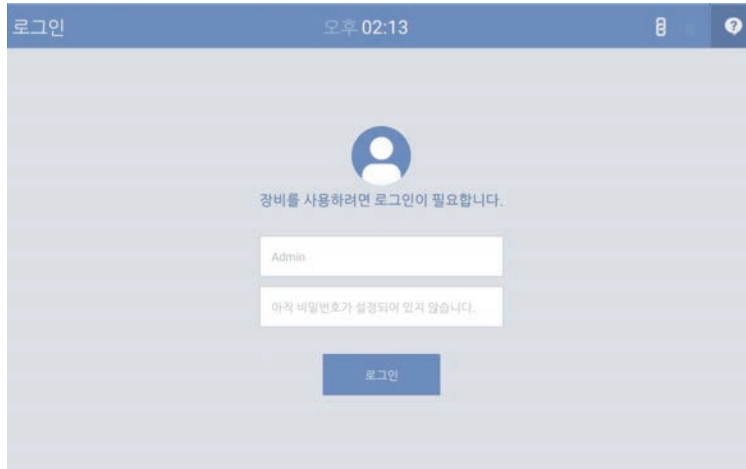 로그인
오후 02:13
장비를 사용하려면 로그인이 필요합니다.
Admin
아직 비밀번호가 설정되어 있지 않습니다.
로그인